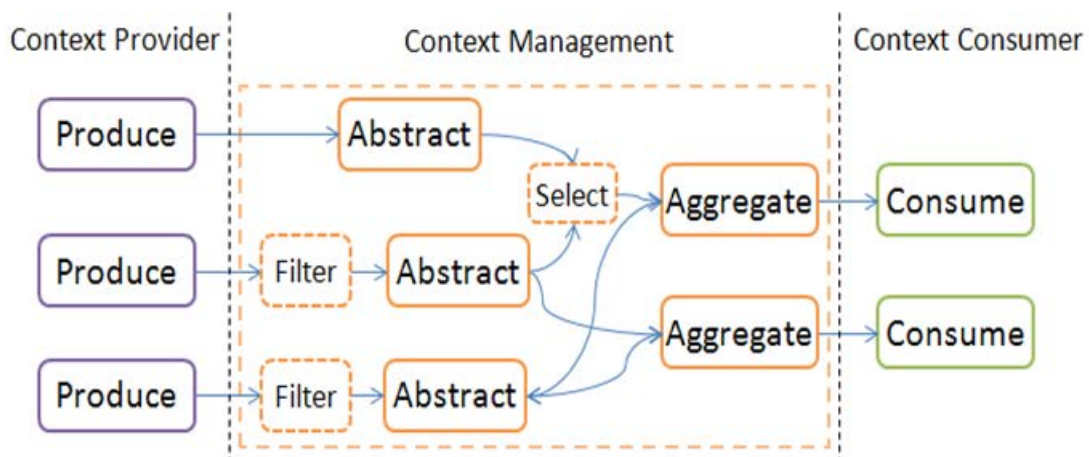 Context Provider
Context Management
Context Consumer
Produce
Abstract
Select
Aggregate
Consume
Produce
Filter
Abstract
Aggregate
Consume
Produce
Filter
Abstract